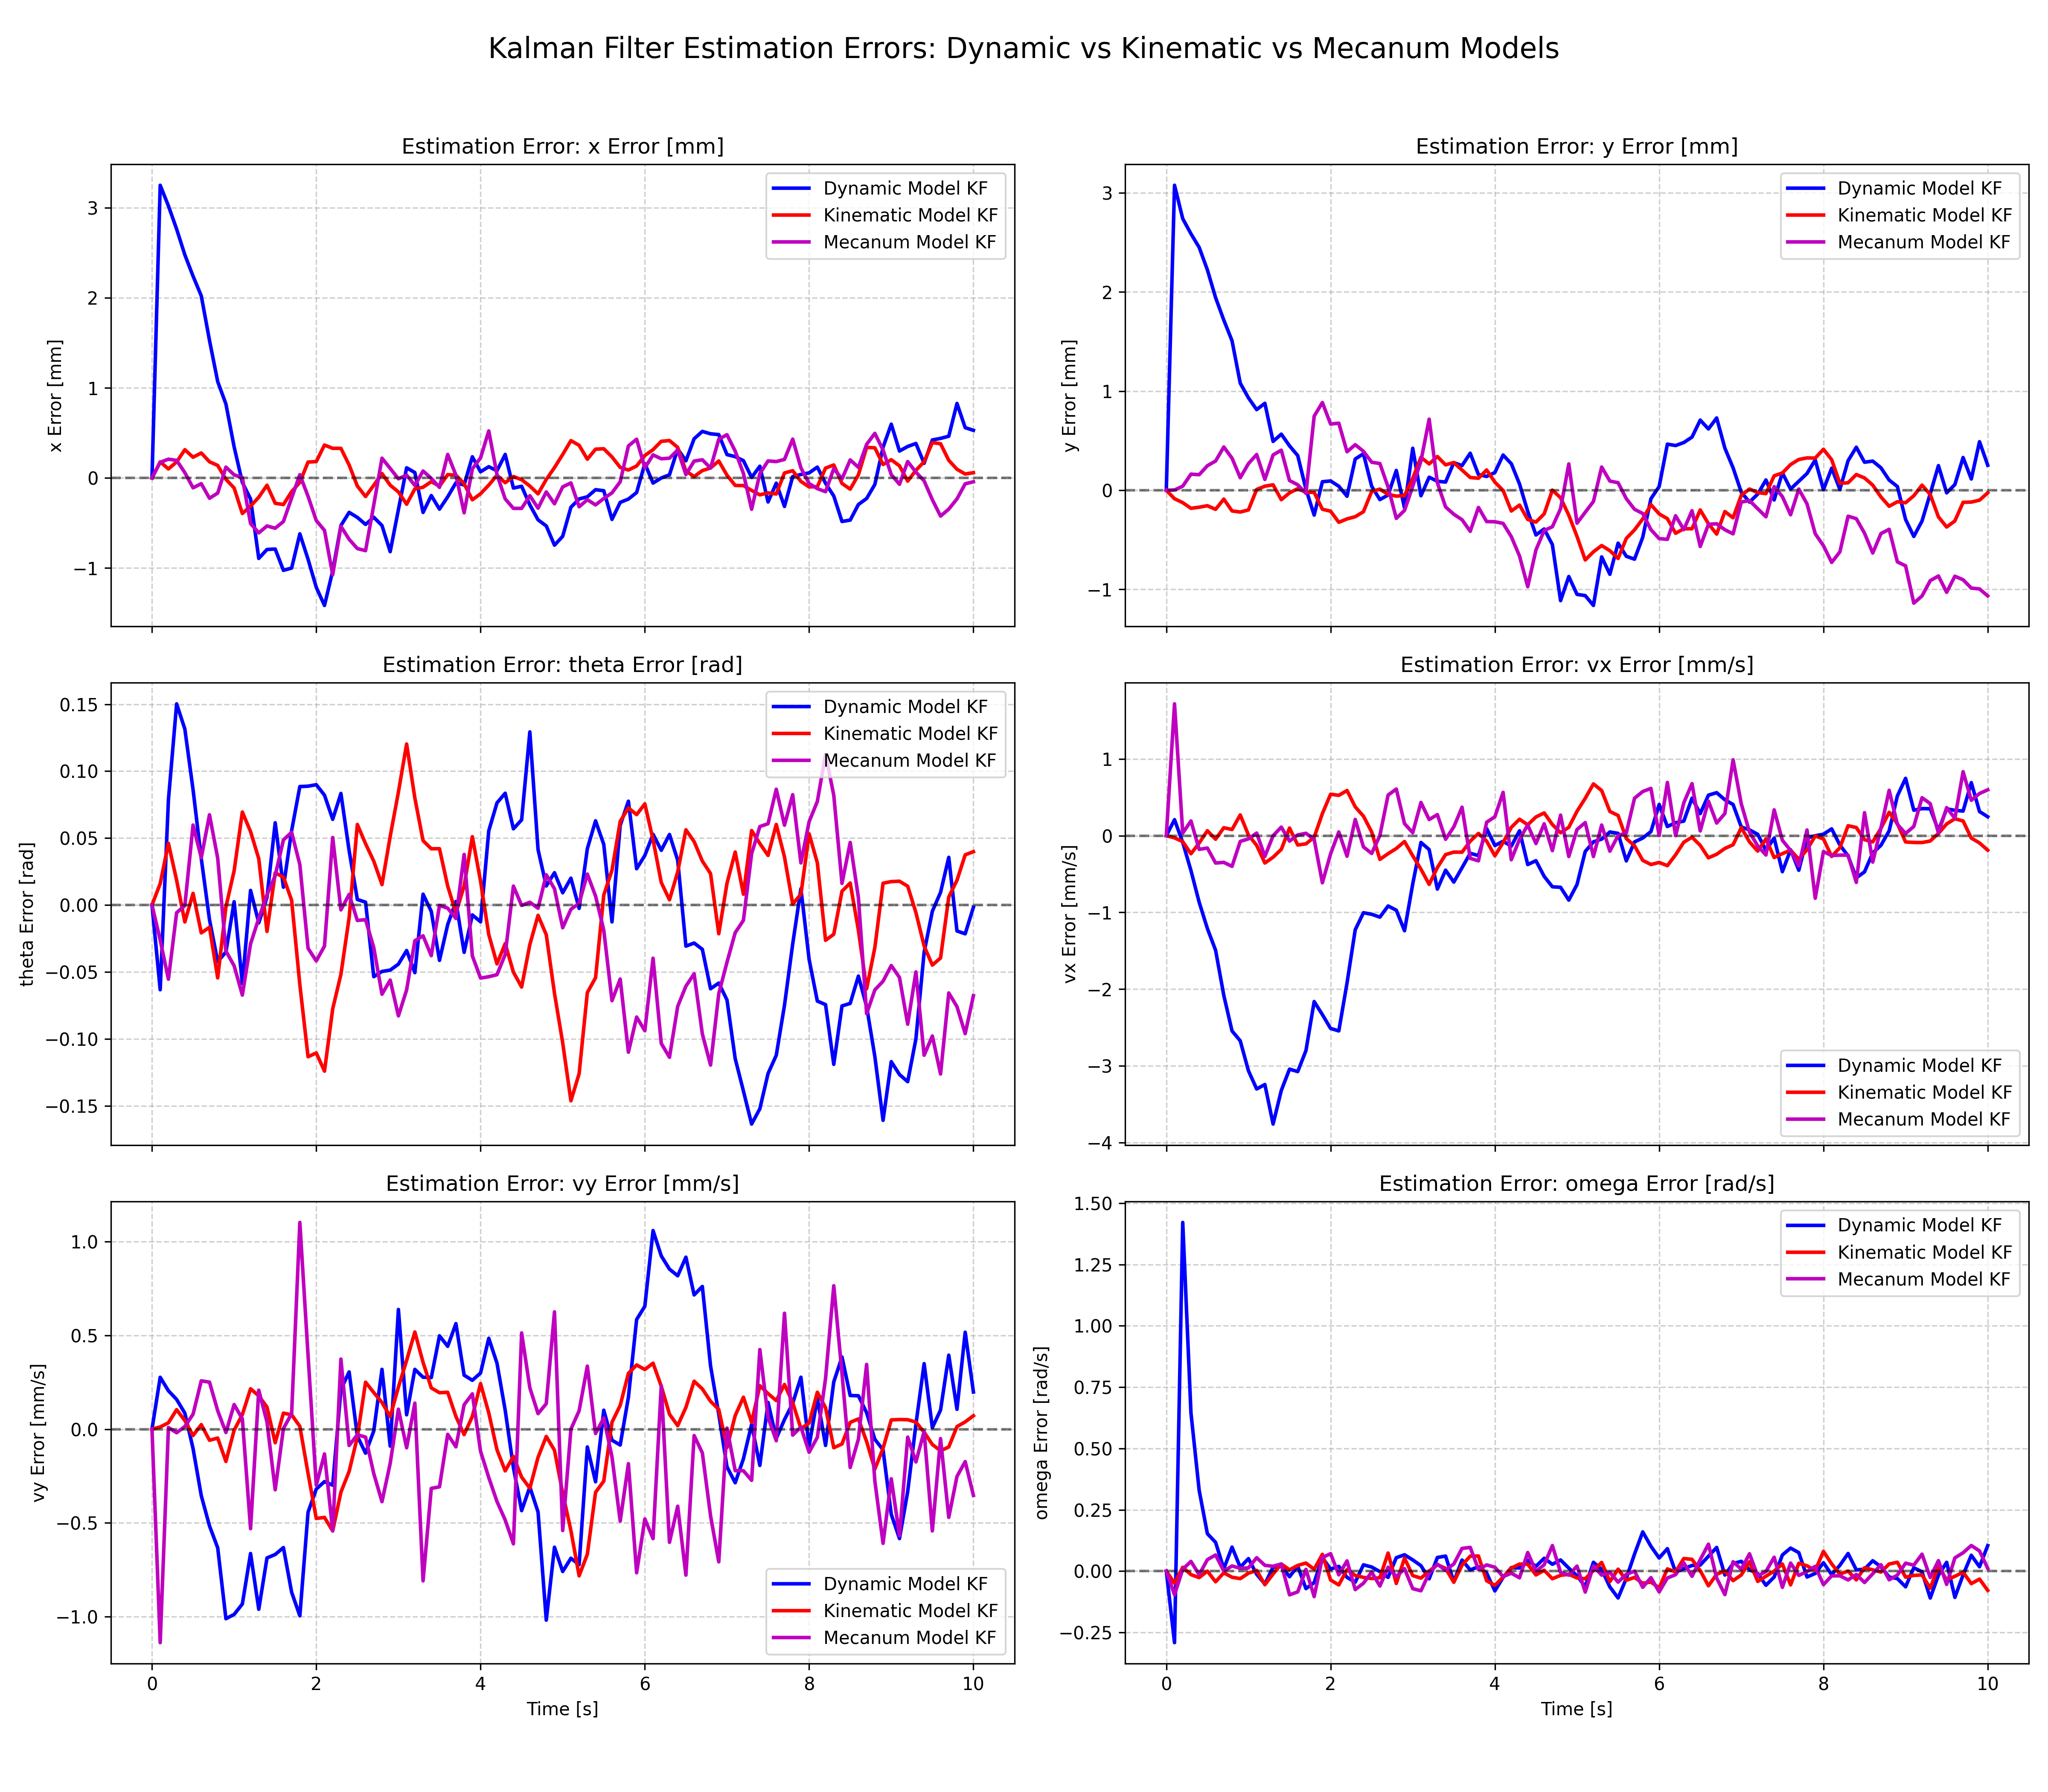 Kalman Filter Estimation Errors: Dynamic vs Kinematic vs Mecanum Models
Estimation Error: x Error [mm]
x Error [mm]
3
2
1
0
−1
Dynamic Model KF
Kinematic Model KF
Mecanum Model KF
Estimation Error: y Error [mm]
y Error [mm]
3
2
1
0
−1
Dynamic Model KF
Kinematic Model KF
Mecanum Model KF
Estimation Error: theta Error [rad]
theta Error [rad]
0.15
0.10
0.05
0.00
−0.05
−0.10
−0.15
Dynamic Model KF
Kinematic Model KF
Mecanum Model KF
Estimation Error: vx Error [mm/s]
vx Error [mm/s]
1
0
−1
−2
−3
−4
Dynamic Model KF
Kinematic Model KF
Mecanum Model KF
Estimation Error: vy Error [mm/s]
vy Error [mm/s]
1.0
0.5
0.0
−0.5
−1.0
Dynamic Model KF
Kinematic Model KF
Mecanum Model KF
0 2 4 6 8 10
Time [s]
Estimation Error: omega Error [rad/s]
omega Error [rad/s]
1.50
1.25
1.00
0.75
0.50
0.25
0.00
−0.25
Dynamic Model KF
Kinematic Model KF
Mecanum Model KF
0 2 4 6 8 10
Time [s]